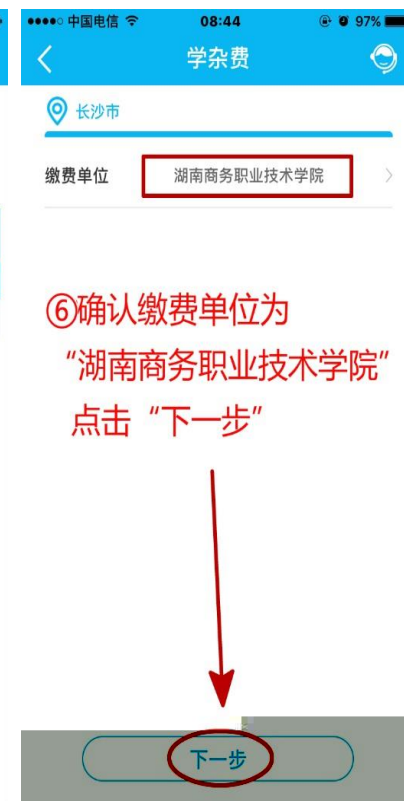 中国电信 08:44 97%
学杂费
长沙市
缴费单位 湖南商务职业技术学院
⑥确认缴费单位为
“湖南商务职业技术学院”
点击“下一步”
下一步